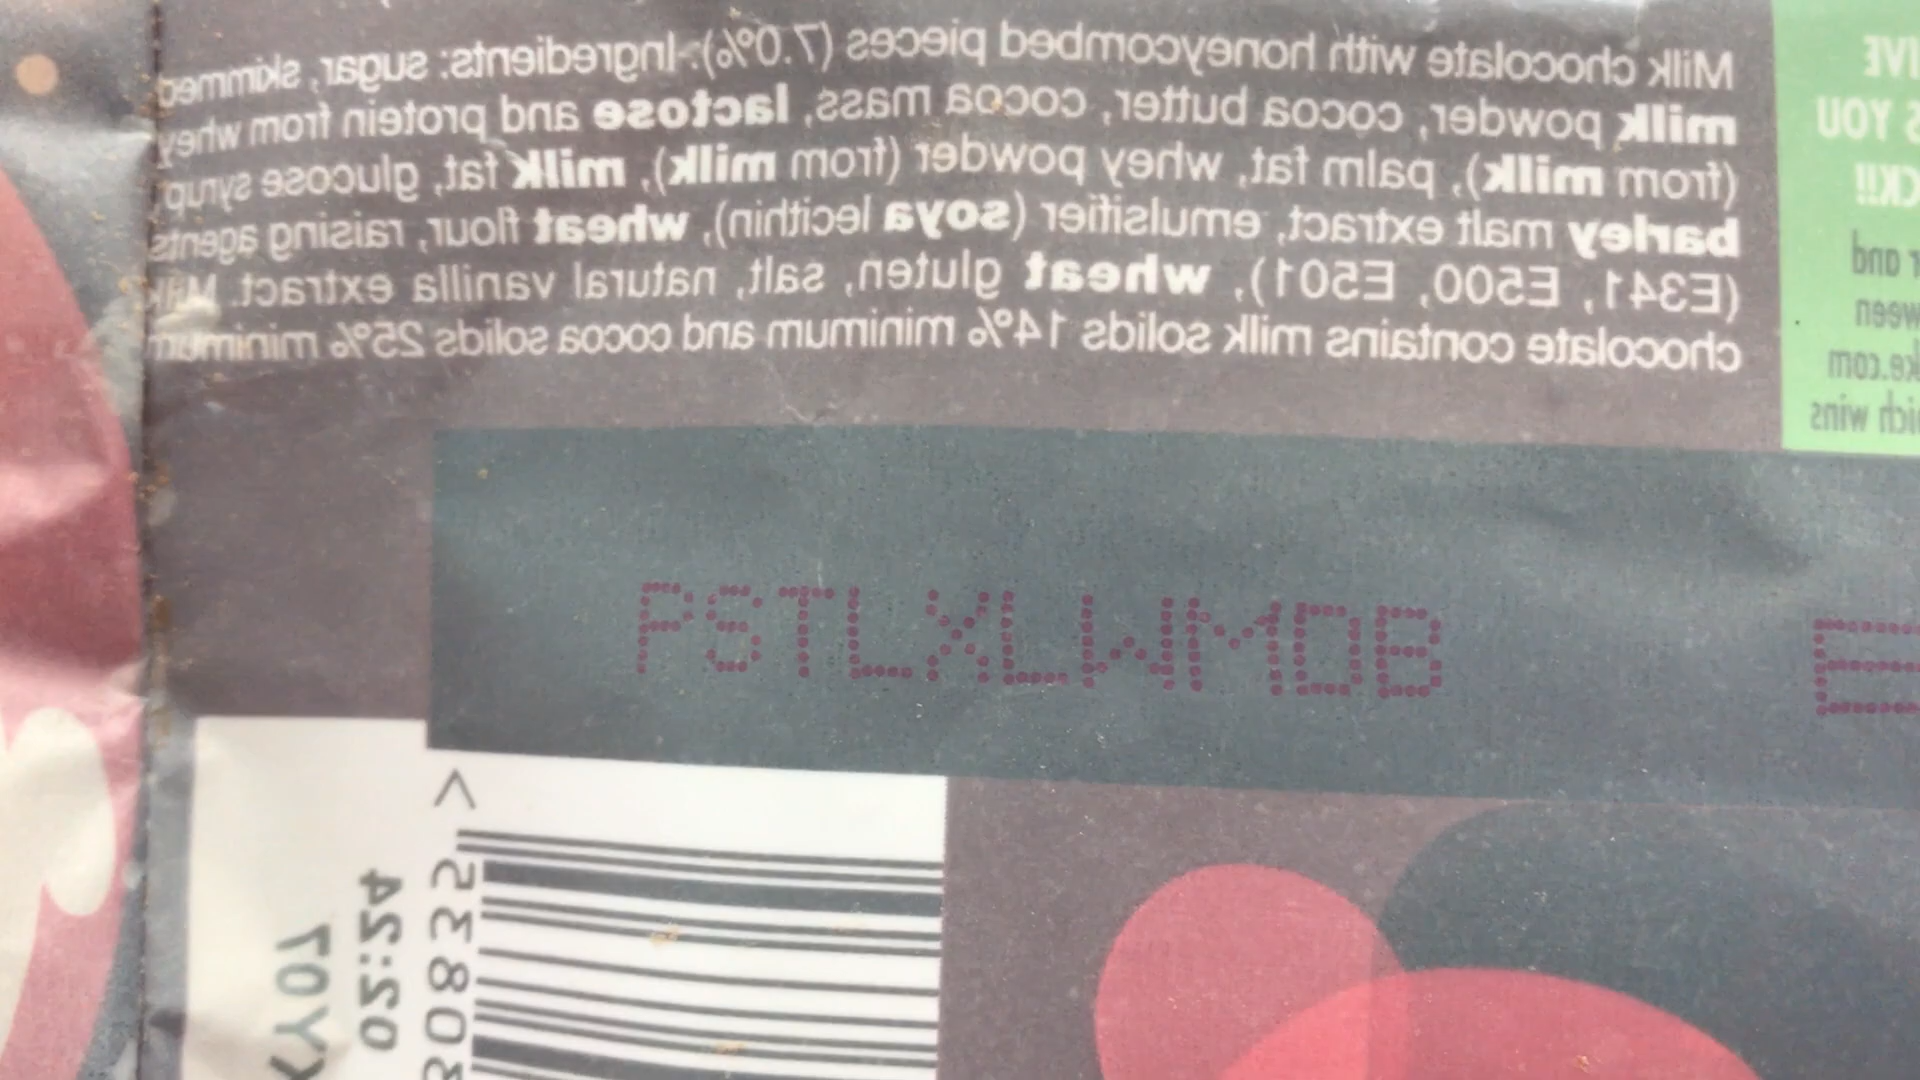 Milk chocolate with honeycombed pieces (7.0%). Ingredients: sugar, skimmed
milk powder, cocoa butter, cocoa mass, lactose and protein from whey
(from milk), palm fat, whey powder (from milk), milk fat, glucose syrup,
barley malt extract, emulsifier (soya lecithin), wheat flour, raising agents
(E341, E500, E501), wheat gluten, salt, natural vanilla extract. Milk
chocolate contains milk solids 14% minimum and cocoa solids 25% minimum
YOU
and
wins
PSTLXLWMDB